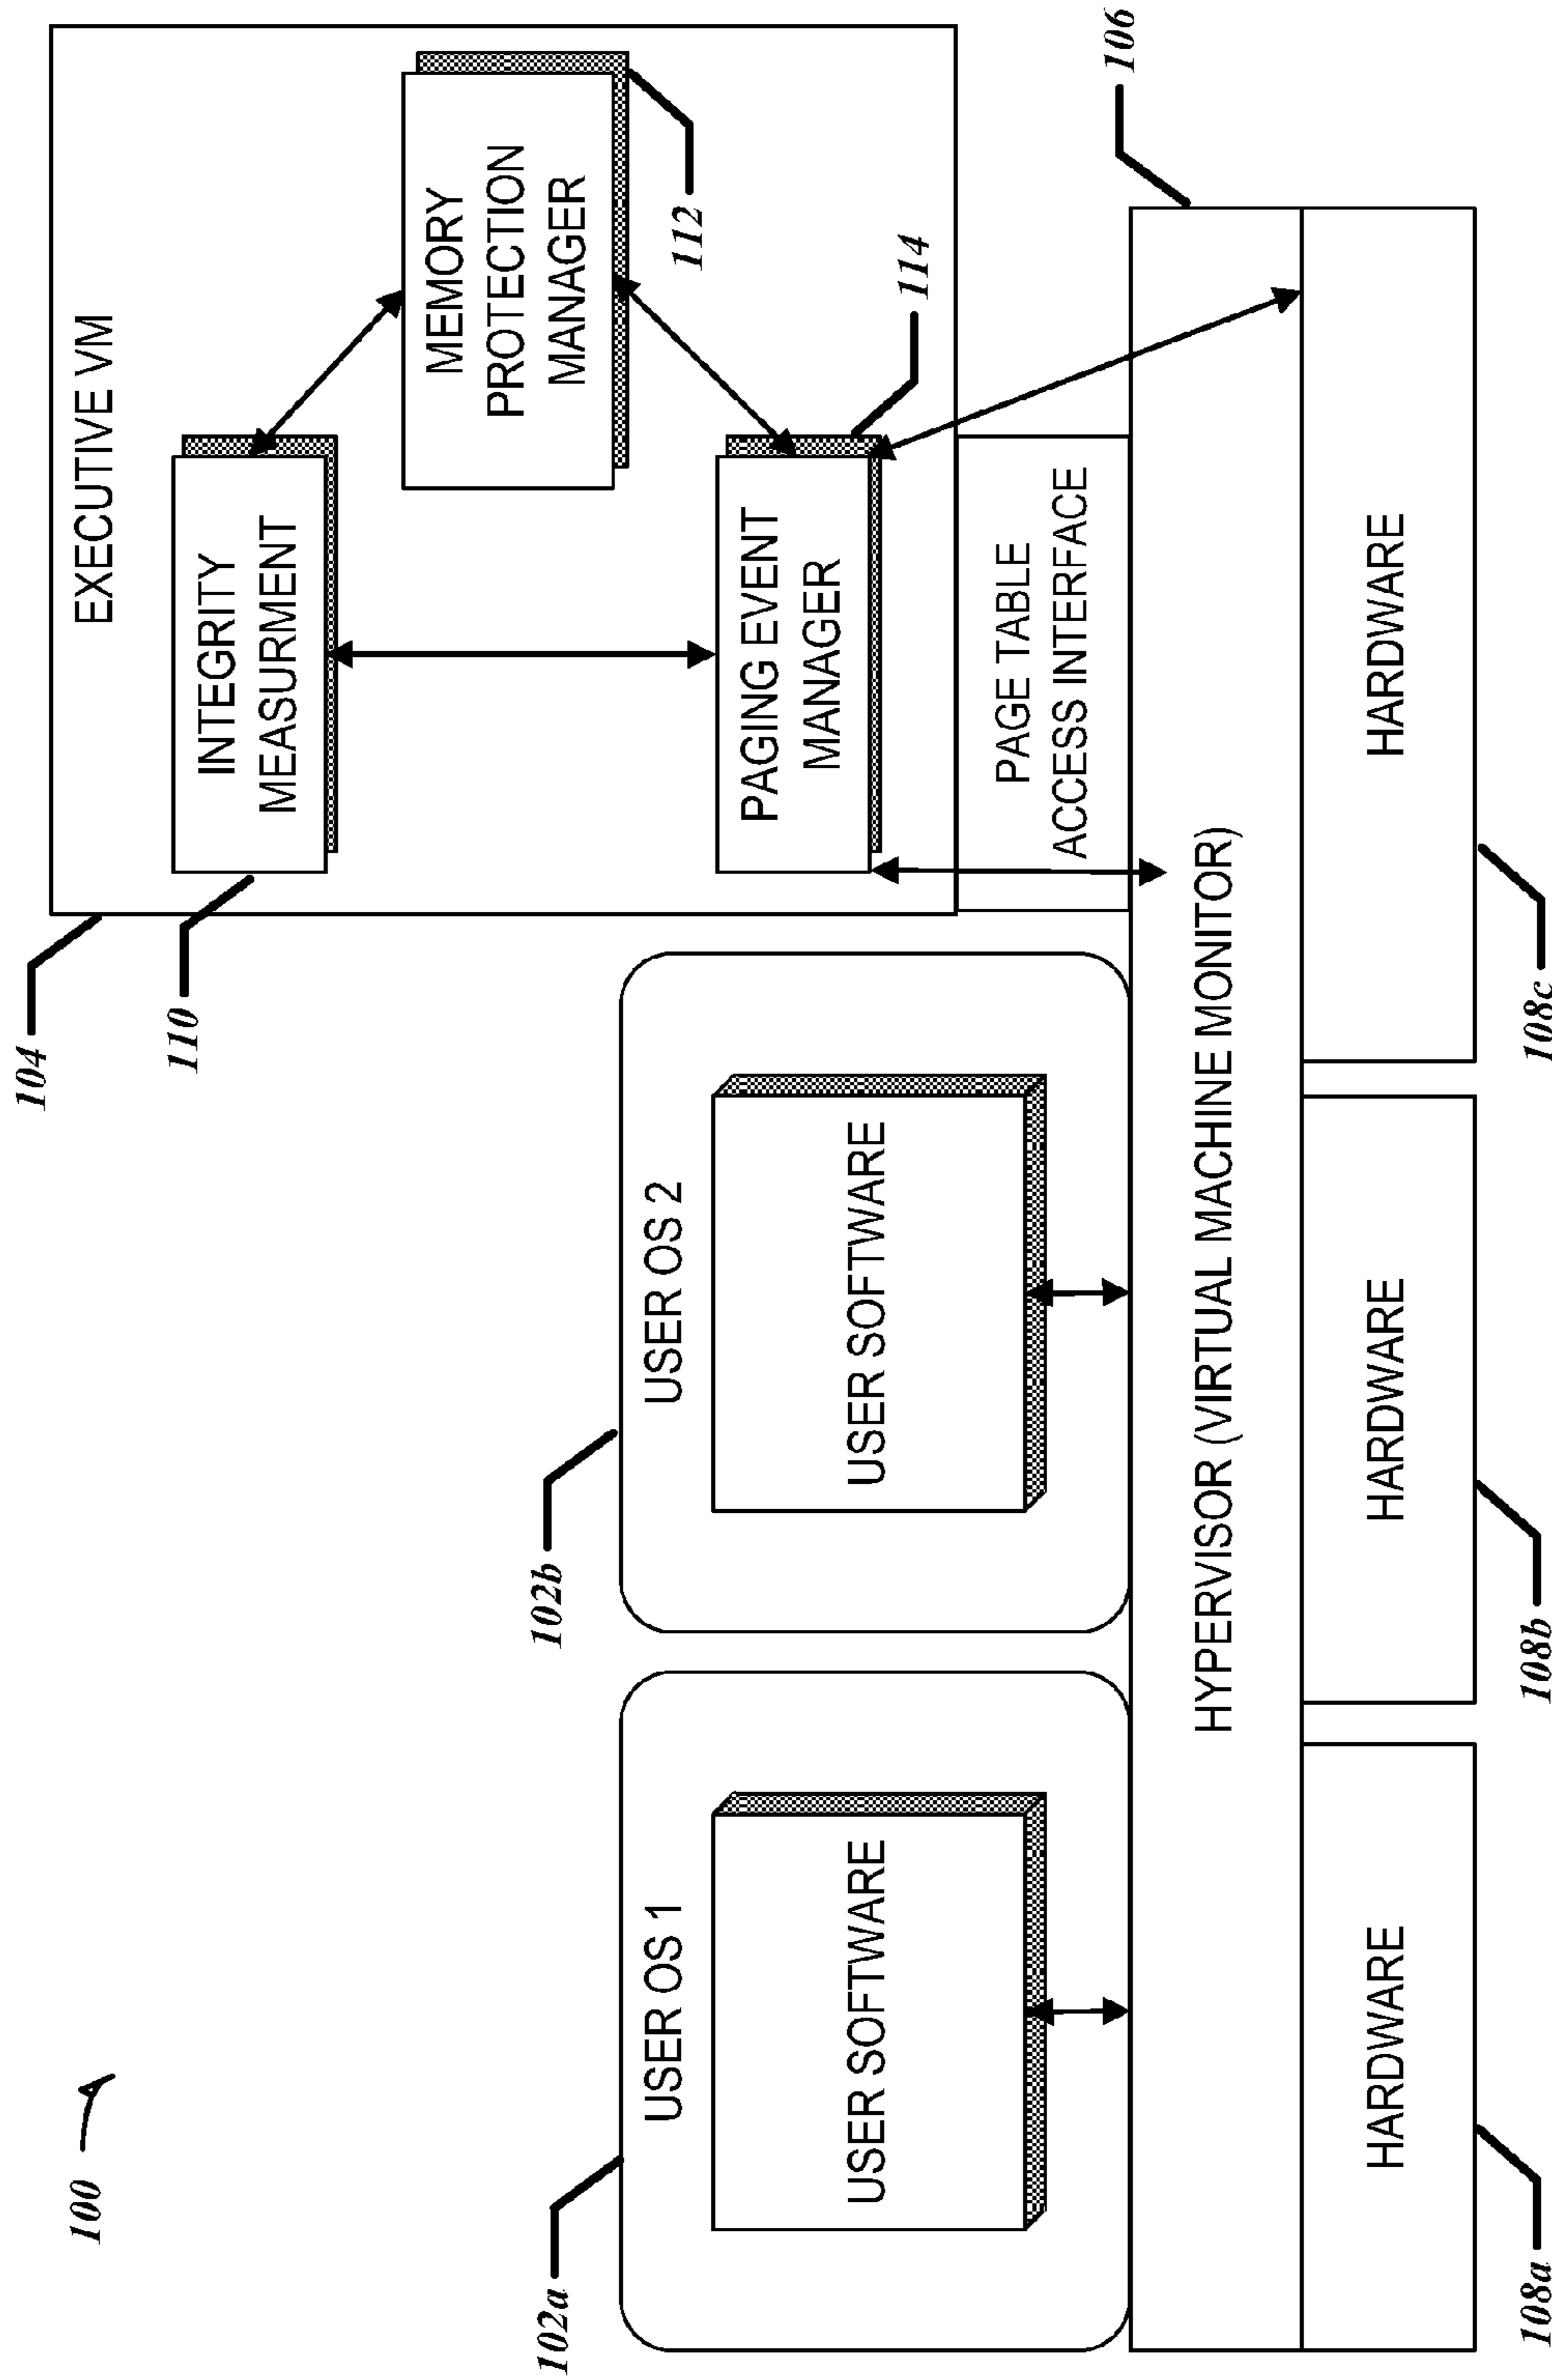 100
104
EXECUTIVE VM
110
INTEGRITY
MEASURMENT
MEMORY
PROTECTION
MANAGER
112
PAGING EVENT
MANAGER
114
102a
USER OS 1
USER SOFTWARE
102b
USER OS 2
USER SOFTWARE
PAGE TABLE
ACCESS INTERFACE
106
HYPERVISOR (VIRTUAL MACHINE MONITOR)
HARDWARE
HARDWARE
HARDWARE
108a
108b
108c